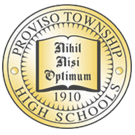 PROVISO TOWNSHIP
Nihil
Nisi
Optimum
1910
HIGH SCHOOLS